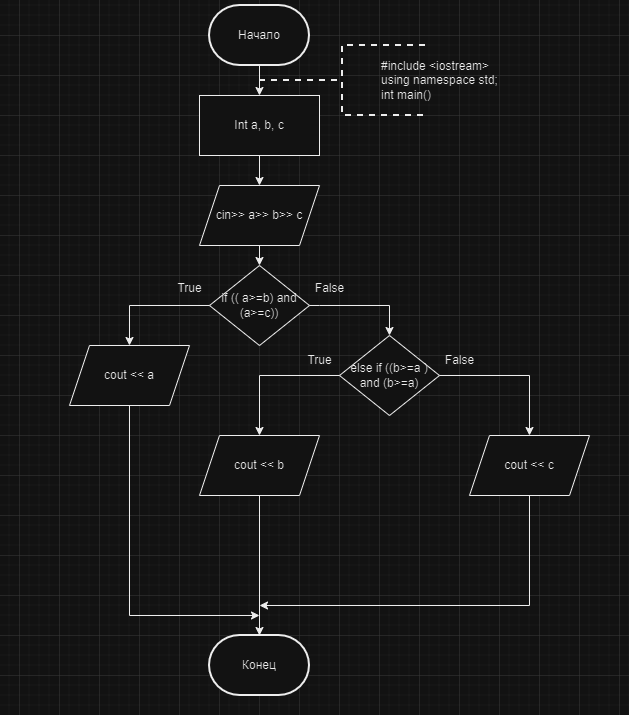 Начало
#include <iostream>
using namespace std;
int main()
Int a, b, c
cin>> a>> b>> c
True
False
if (( a>=b) and
(a>=c))
cout << a
True
False
else if ((b>=a )
and (b>=a)
cout << b
cout << c
Конец